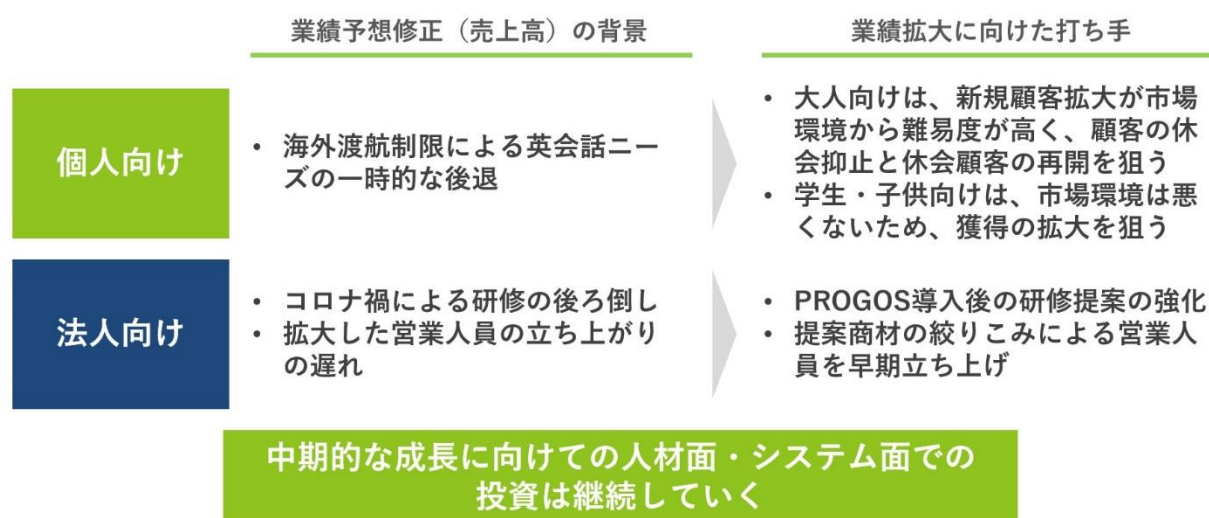 業績予想修正（売上高）の背景
業績拡大に向けた打ち手
個人向け
• 海外渡航制限による英会話ニー
ズの一時的な後退
• 大人向けは、新規顧客拡大が市場
環境から難易度が高く、顧客の休
会抑止と休会顧客の再開を狙う
• 学生・子供向けは、市場環境は悪
くないため、獲得の拡大を狙う
法人向け
• コロナ禍による研修の後ろ倒し
• 拡大した営業人員の立ち上がり
の遅れ
• PROGOS導入後の研修提案の強化
• 提案商材の絞りこみによる営業人
員を早期立ち上げ
中期的な成長に向けての人材面・システム面での
投資は継続していく